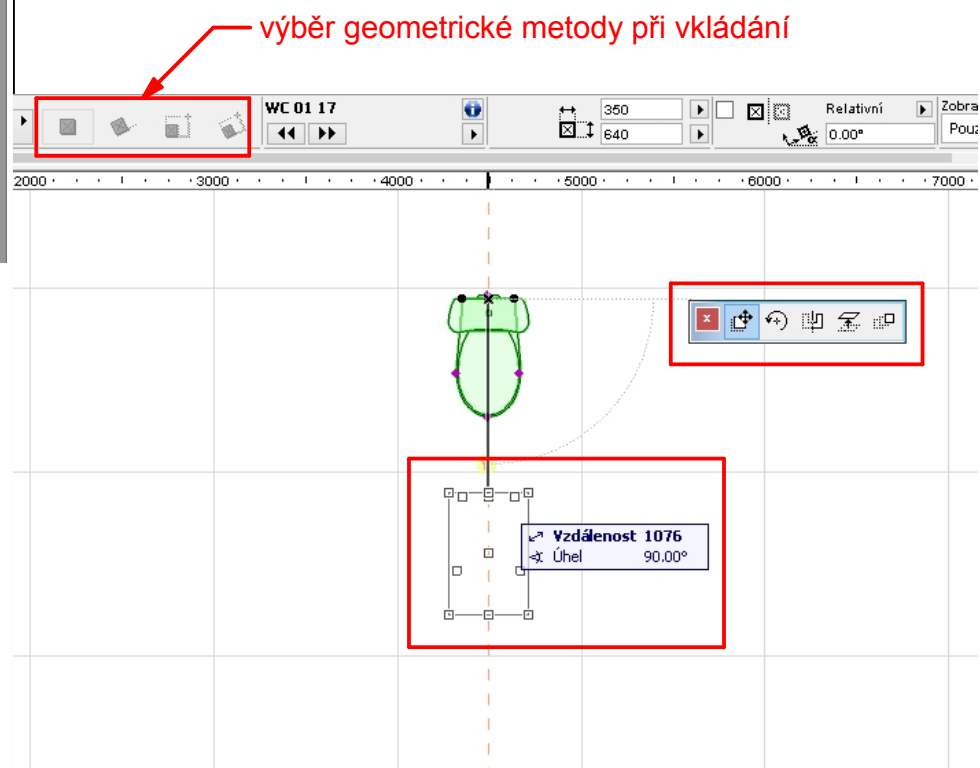 výběr geometrické metody při vkládání
WC 01 17
350
640
Relativní
0.00°
Zobra
Pouz
2000 3000 4000 5000 6000 7000
Vzdálenost 1076
Úhel 90.00°